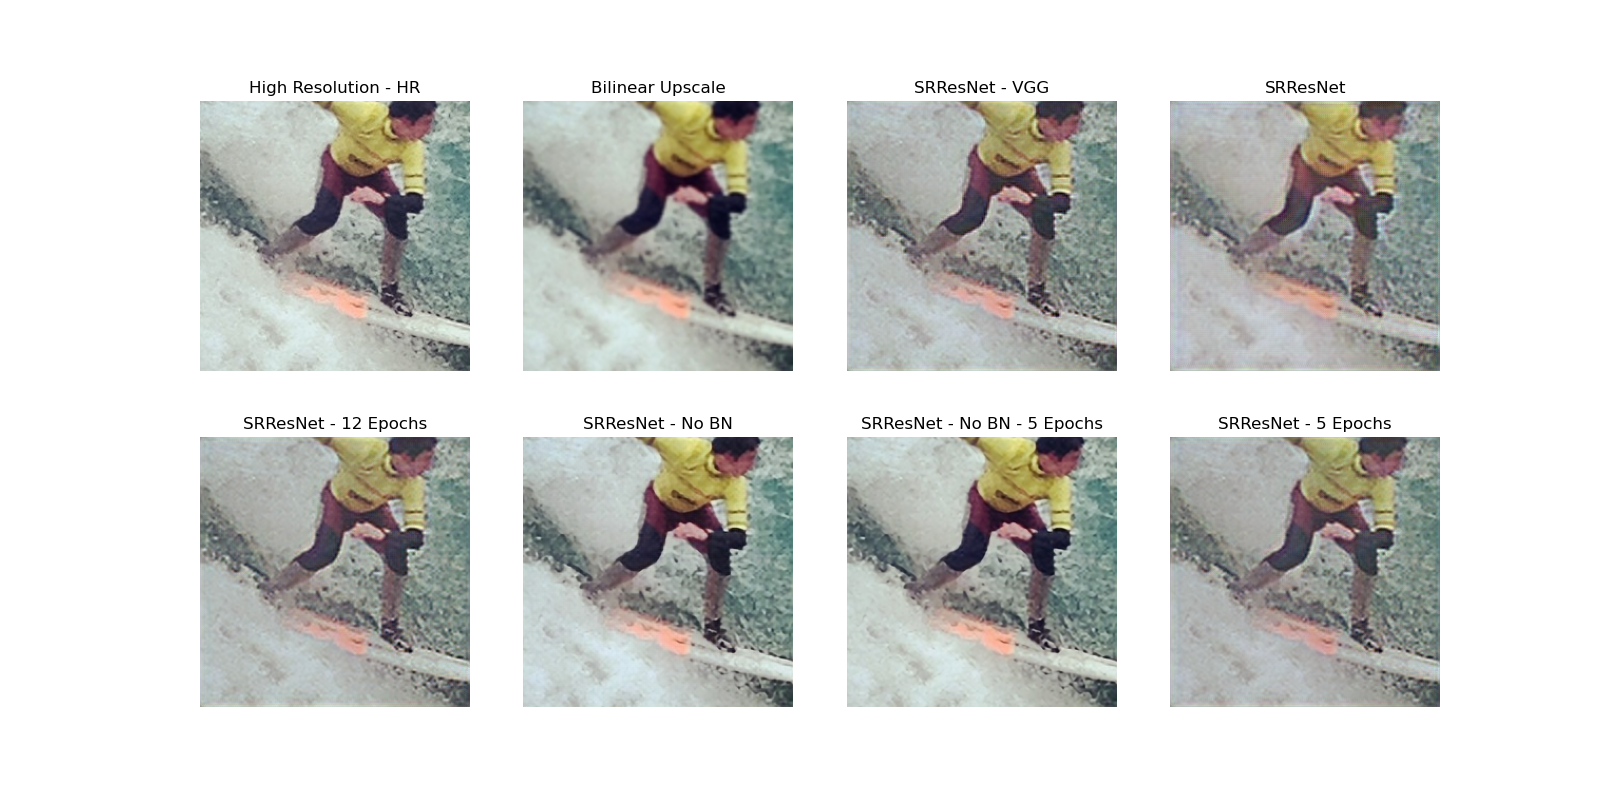 High Resolution - HR
Bilinear Upscale
SRResNet - VGG
SRResNet
SRResNet - 12 Epochs
SRResNet - No BN
SRResNet - No BN - 5 Epochs
SRResNet - 5 Epochs